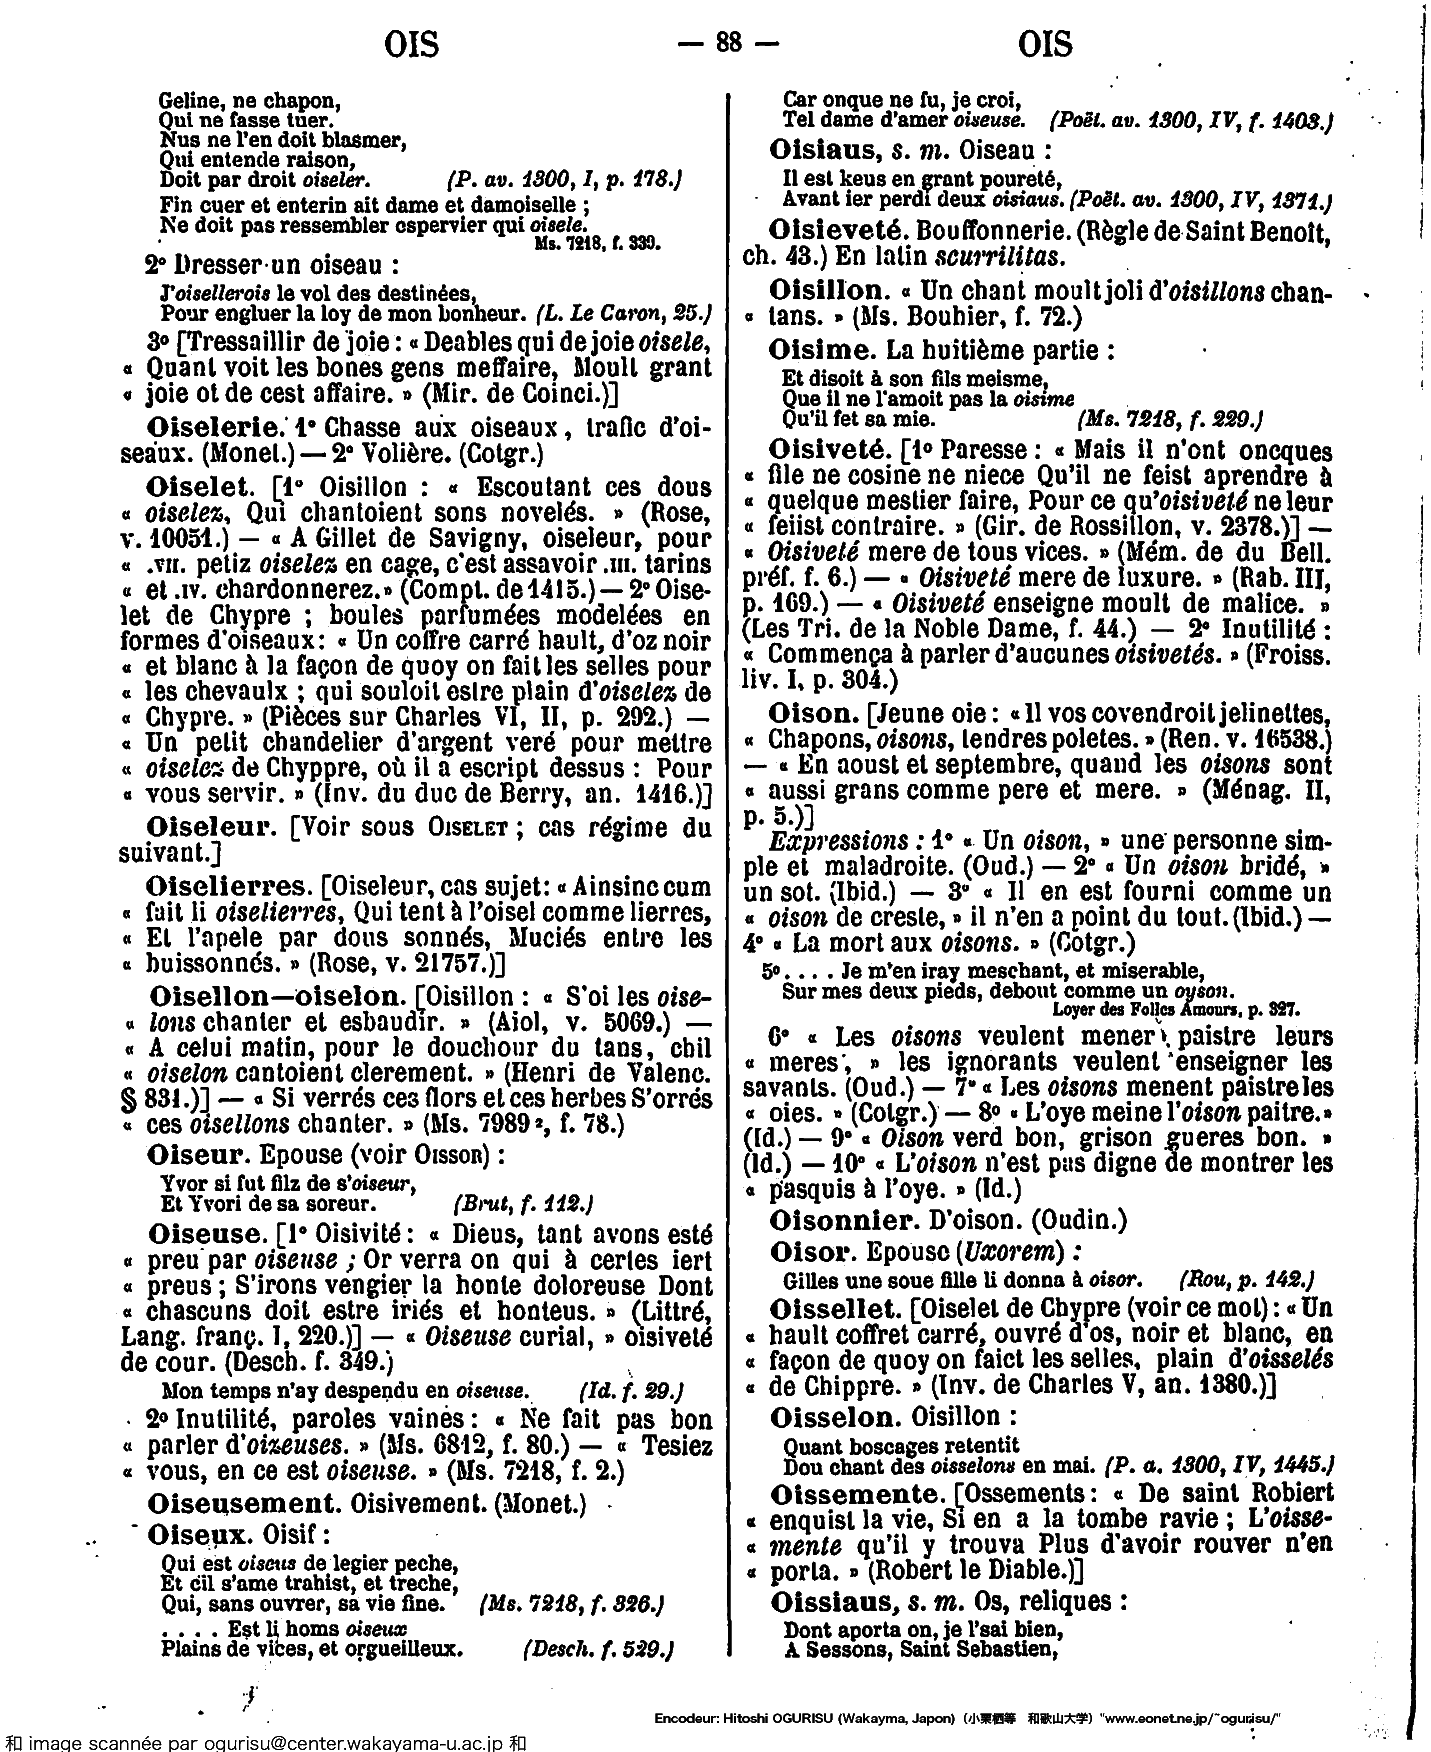 OIS — 88 — OIS
Geline, ne chapon,
Qui ne fasse tuer.
Nus ne l'en doit blasmer,
Qui entende raison,
Doit par droit oiseler. (P. av. 1300, I, p. 178.)
Fin cuer et enterin ait dame et damoiselle ;
Ne doit pas ressembler espervier qui oisele.
Ms. 7218, f. 339.
2º Dresser un oiseau :
J'oisellerois le vol des destinées,
Pour engluer la loy de mon bonheur. (L. Le Caron, 25.)
3º [Tressaillir de joie : « Deables qui de joie oisele,
« Quant voit les bones gens meffaire, Moult grant
« joie ot de cest affaire. » (Mir. de Coinci.)]
Oiselerie. 1º Chasse aux oiseaux, trafic d'oi-
seaux. (Monet.) — 2º Volière. (Cotgr.)
Oiselet. [1º Oisillon : « Escoutant ces dous
« oiselez, Qui chantoient sons novelés. » (Rose,
v. 10051.) — « A Gillet de Savigny, oiseleur, pour
« .VII. petiz oiselez en cage, c'est assavoir .III. tarins
« et .IV. chardonnerez. » (Compt. de 1415.) — 2º Oise-
let de Chypre ; boules parfumées modelées en
formes d'oiseaux : « Un coffre carré hault, d'oz noir
« et blanc à la façon de quoy on fait les selles pour
« les chevaulx ; qui souloit estre plain d'oiselez de
« Chypre. » (Pièces sur Charles VI, II, p. 292.) —
« Un petit chandelier d'argent veré pour mettre
« oiselez de Chyppre, où il a escript dessus : Pour
« vous servir. » (Inv. du duc de Berry, an. 1416.)]
Oiseleur. [Voir sous OISELET ; cas régime du
suivant.]
Oiselierres. [Oiseleur, cas sujet : « Ainsinc cum
« fait li oiselierres, Qui tent à l'oisel comme lierres,
« Et l'apele par dous sonnés, Muciés entre les
« buissonnés. » (Rose, v. 21757.)]
Oisellon—oiselon. [Oisillon : « S'oi les oise-
« lons chanter et esbaudir. » (Aiol, v. 5069.) —
« A celui matin, pour le douchour du tans, chil
« oiselon cantoient clerement. » (Henri de Valenc.
§ 831.)] — « Si verrés ces flors et ces herbes S'orrés
« ces oisellons chanter. » (Ms. 7989², f. 78.)
Oiseur. Epouse (voir OISSOR) :
Yvor si fut filz de s'oiseur,
Et Yvori de sa soreur. (Brut, f. 112.)
Oiseuse. [1º Oisivité : « Dieus, tant avons esté
« preu par oiseuse ; Or verra on qui à certes iert
« preus ; S'irons vengier la honte doloreuse Dont
« chascuns doit estre iriés et honteus. » (Littré,
Lang. franç. I, 220.)] — « Oiseuse curial, » oisiveté
de cour. (Desch. f. 349.)
Mon temps n'ay despendu en oiseuse. (Id. f. 29.)
2º Inutilité, paroles vaines : « Ne fait pas bon
« parler d'oizeuses. » (Ms. 6812, f. 80.) — « Tesiez
« vous, en ce est oiseuse. » (Ms. 7218, f. 2.)
Oiseusement. Oisivement. (Monet.)
Oiseux. Oisif :
Qui est oiseus de legier peche,
Et cil s'ame trahist, et treche,
Qui, sans ouvrer, sa vie fine. (Ms. 7218, f. 326.)
. . . . Est li homs oiseux
Plains de vices, et orgueilleux. (Desch. f. 529.)
Car onque ne fu, je croi,
Tel dame d'amer oiseuse. (Poët. av. 1300, IV, f. 1403.)
Oisiaus, s. m. Oiseau :
Il est keus en grant poureté,
Avant ier perdi deux oisiaus. (Poët. av. 1300, IV, 1371.)
Oisieveté. Bouffonnerie. (Règle de Saint Benoît,
ch. 43.) En latin scurrilitas.
Oisillon. « Un chant moult joli d'oisillons chan-
« tans. » (Ms. Bouhier, f. 72.)
Oisime. La huitième partie :
Et disoit à son fils meisme,
Que il ne l'amoit pas la oisime
Qu'il fet sa mie. (Ms. 7218, f. 229.)
Oisiveté. [1º Paresse : « Mais il n'ont oncques
« file ne cosine ne niece Qu'il ne feist aprendre à
« quelque mestier faire, Pour ce qu'oisiveté ne leur
« feiist contraire. » (Gir. de Rossillon, v. 2378.)] —
« Oisiveté mere de tous vices. » (Mém. de du Bell.
préf. f. 6.) — « Oisiveté mere de luxure. » (Rab. III,
p. 169.) — « Oisiveté enseigne moult de malice. »
(Les Tri. de la Noble Dame, f. 44.) — 2º Inutilité :
« Commença à parler d'aucunes oisivetés. » (Froiss.
liv. I, p. 304.)
Oison. [Jeune oie : « Il vos covendroit jelinettes,
« Chapons, oisons, tendres poletes. » (Ren. v. 16538.)
— « En aoust et septembre, quand les oisons sont
« aussi grans comme pere et mere. » (Ménag. II,
p. 5.)]
Expressions : 1º « Un oison, » une personne sim-
ple et maladroite. (Oud.) — 2º « Un oison bridé, »
un sot. (Ibid.) — 3º « Il en est fourni comme un
« oison de creste, » il n'en a point du tout. (Ibid.) —
4º « La mort aux oisons. » (Cotgr.)
5º . . . . Je m'en iray meschant, et miserable,
Sur mes deux pieds, debout comme un oyson.
Loyer des Folles Amours, p. 327.
6º « Les oisons veulent mener paistre leurs
« meres, » les ignorants veulent enseigner les
savants. (Oud.) — 7º « Les oisons menent paistre les
« oies. » (Cotgr.) — 8º « L'oye meine l'oison paitre. »
(Id.) — 9º « Oison verd bon, grison gueres bon. »
(Id.) — 10º « L'oison n'est pas digne de montrer les
« pasquis à l'oye. » (Id.)
Oisonnier. D'oison. (Oudin.)
Oisor. Epouse (Uxorem) :
Gilles une soue fille li donna à oisor. (Rou, p. 142.)
Oissellet. [Oiselet de Chypre (voir ce mot) : « Un
« hault coffret carré, ouvré d'os, noir et blanc, en
« façon de quoy on faict les selles, plain d'oisselés
« de Chippre. » (Inv. de Charles V, an. 1380.)]
Oisselon. Oisillon :
Quant boscages retentit
Dou chant des oisselons en mai. (P. a. 1300, IV, 1445.)
Oissemente. [Ossements : « De saint Robiert
« enquist la vie, Si en a la tombe ravie ; L'oisse-
« mente qu'il y trouva Plus d'avoir rouver n'en
« porta. » (Robert le Diable.)]
Oissiaus, s. m. Os, reliques :
Dont aporta on, je l'sai bien,
A Sessons, Saint Sebastien,
Encodeur: Hitoshi OGURISU (Wakayma, Japon) (小栗栖等 和歌山大学) "www.eonet.ne.jp/~ogurisu/"
和 image scannée par ogurisu@center.wakayama-u.ac.jp 和